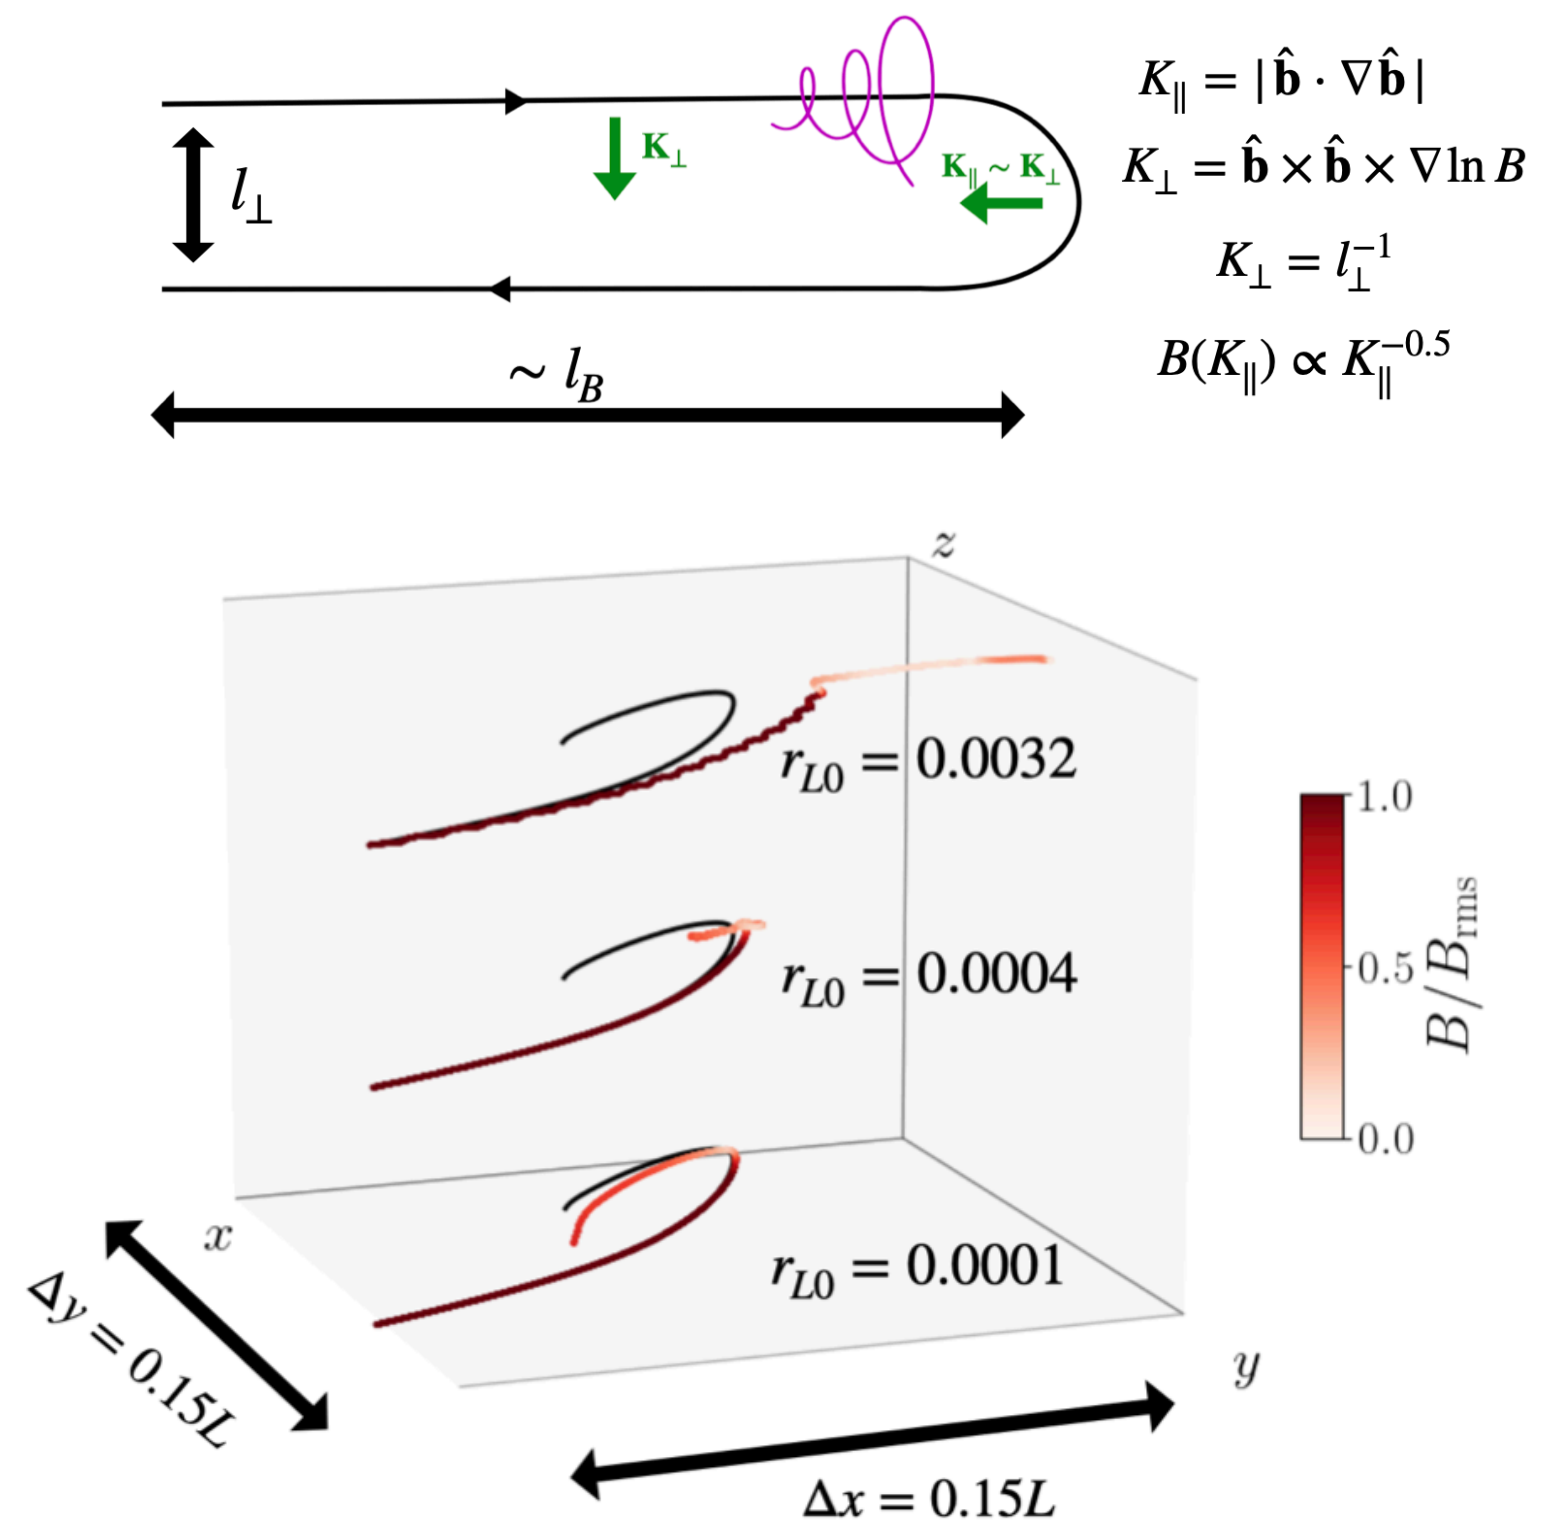 K∥ = |b̂ · ∇b̂|
K⊥ = b̂ × b̂ × ∇ln B
K⊥ = l⊥⁻¹
B(K∥) ∝ K∥^−0.5
l⊥
K⊥
K∥ ~ K⊥
~ l_B
z
r_L0 = 0.0032
r_L0 = 0.0004
r_L0 = 0.0001
1.0
0.5
0.0
B/B_rms
x
y
Δy = 0.15L
Δx = 0.15L